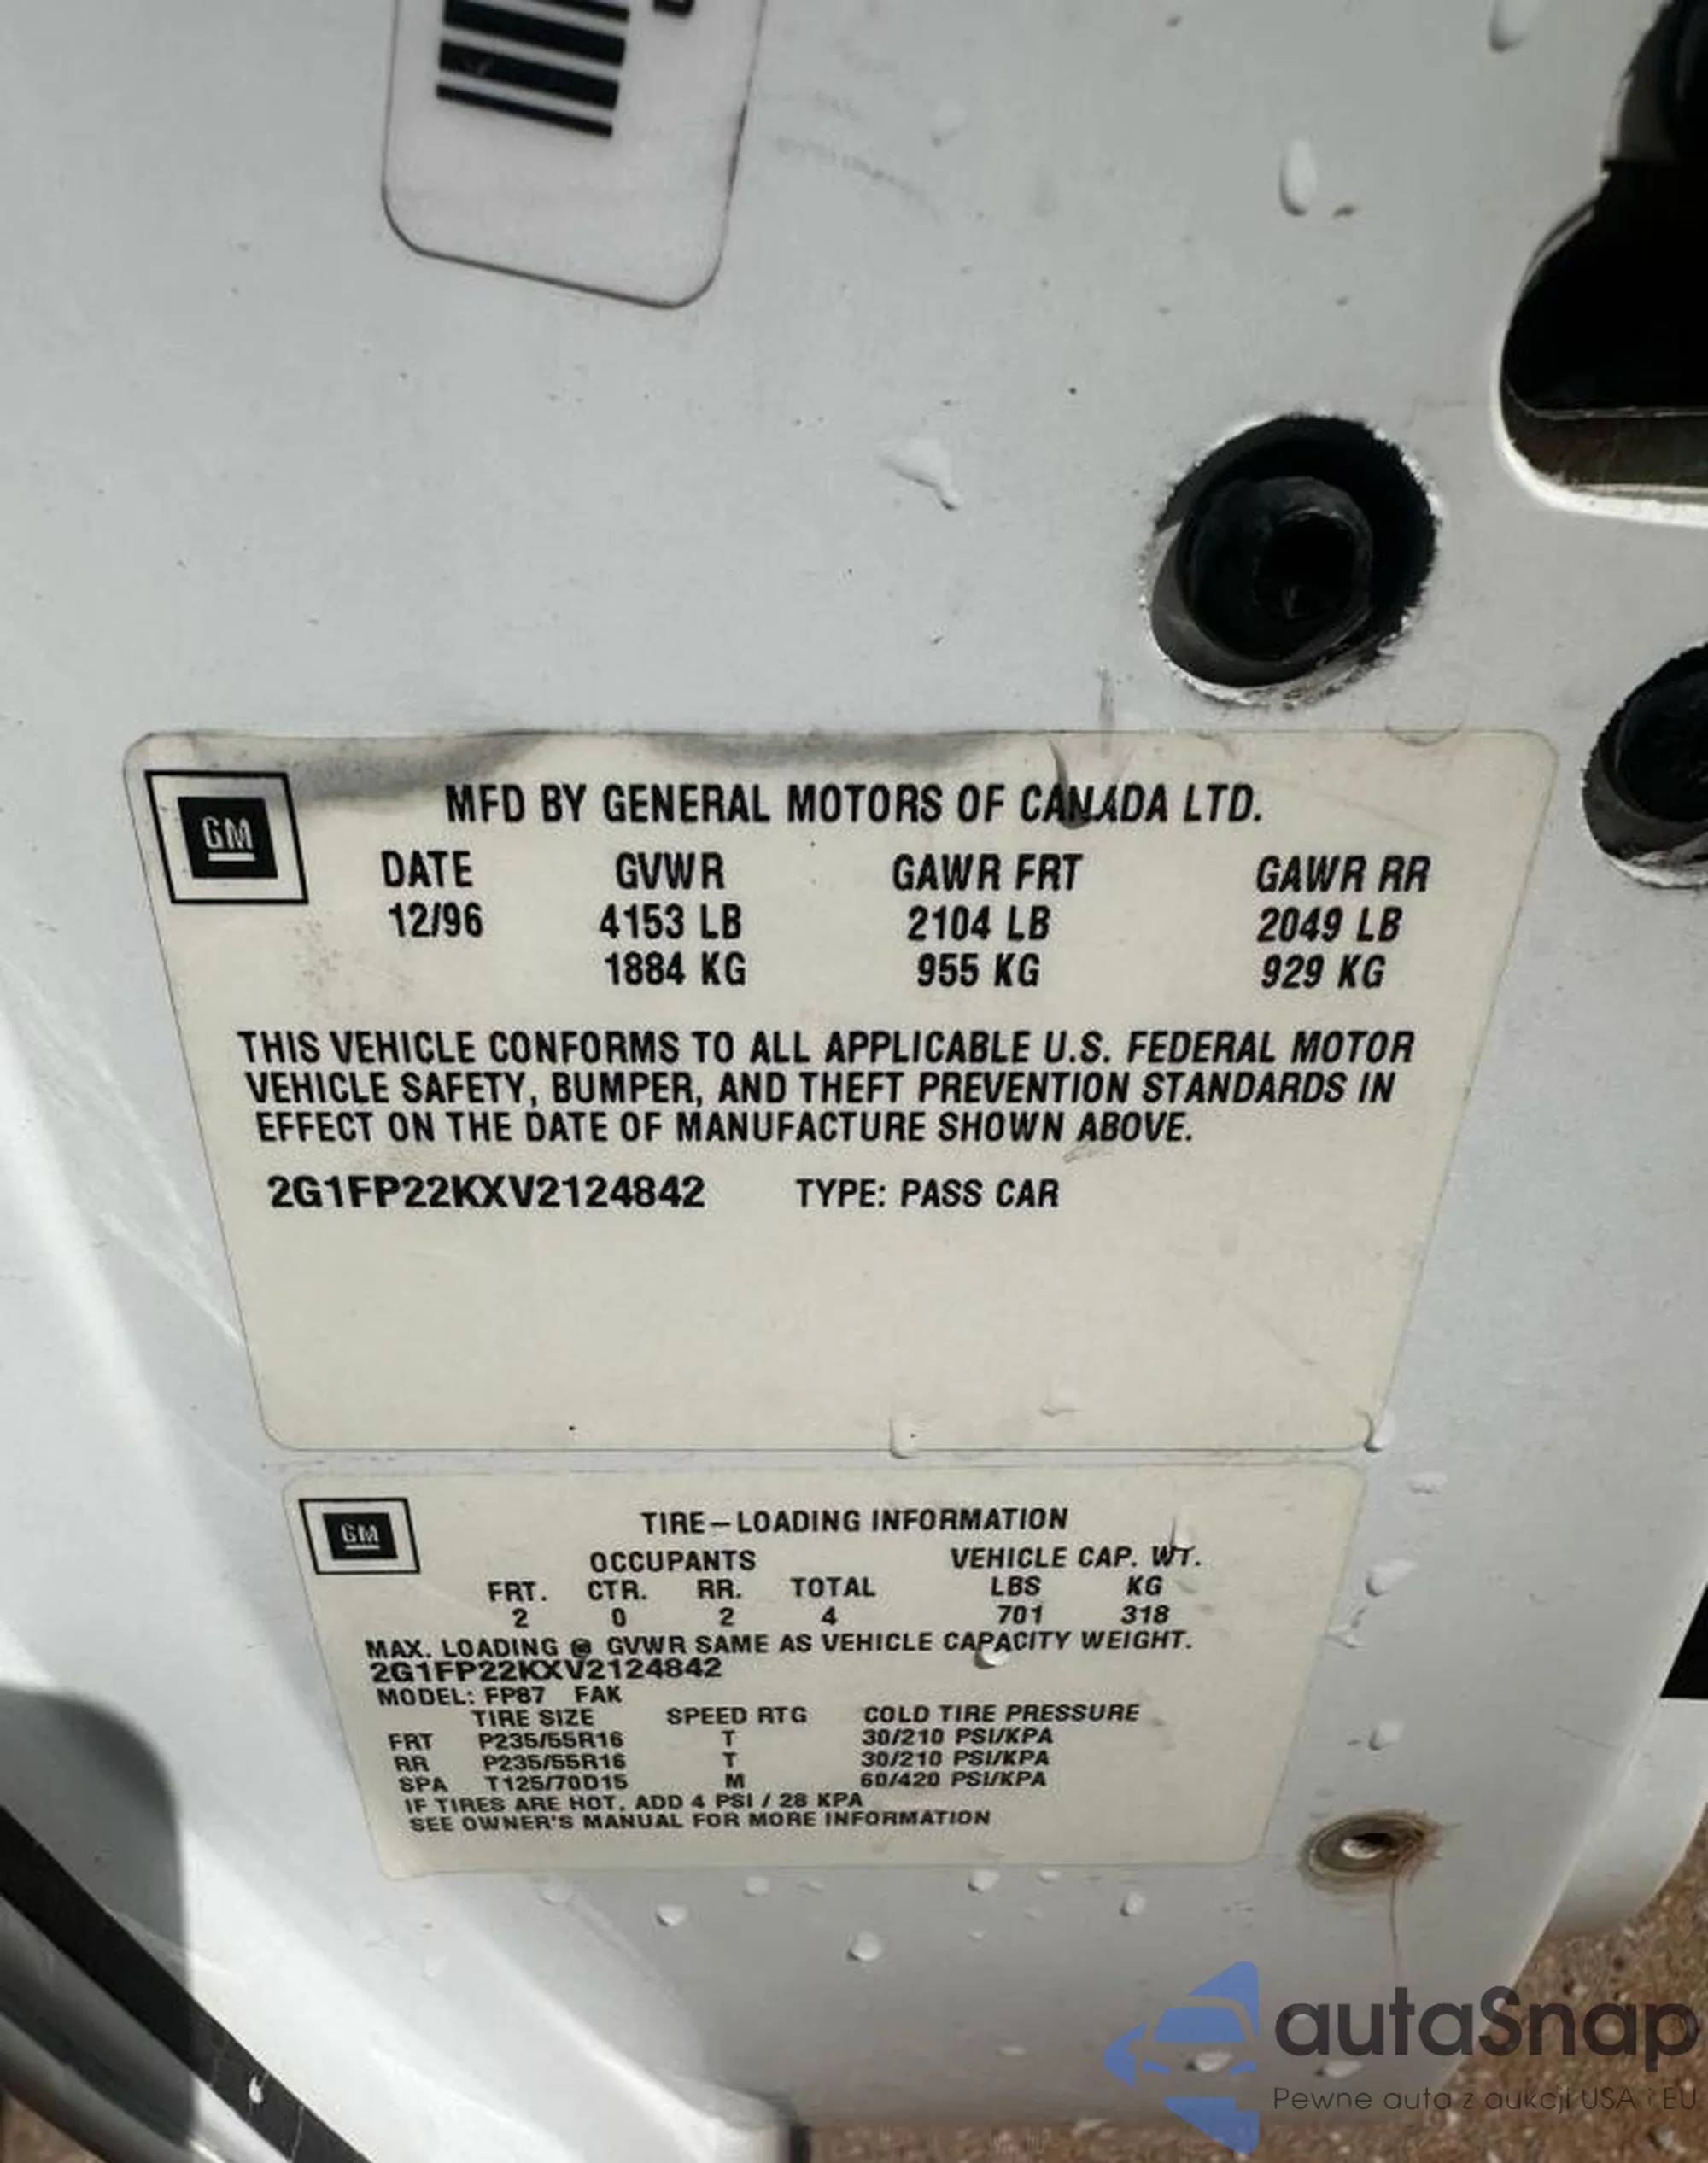 GM
MFD BY GENERAL MOTORS OF CANADA LTD.
DATE GVWR GAWR FRT GAWR RR
12/96 4153 LB 2104 LB 2049 LB
1884 KG 955 KG 929 KG
THIS VEHICLE CONFORMS TO ALL APPLICABLE U.S. FEDERAL MOTOR
VEHICLE SAFETY, BUMPER, AND THEFT PREVENTION STANDARDS IN
EFFECT ON THE DATE OF MANUFACTURE SHOWN ABOVE.
2G1FP22KXV2124842 TYPE: PASS CAR
GM
TIRE-LOADING INFORMATION
OCCUPANTS VEHICLE CAP. WT.
FRT. CTR. RR. TOTAL LBS KG
2 0 2 4 701 318
MAX. LOADING @ GVWR SAME AS VEHICLE CAPACITY WEIGHT.
2G1FP22KXV2124842
MODEL: FP87 FAK
TIRE SIZE SPEED RTG COLD TIRE PRESSURE
FRT P235/55R16 T 30/210 PSI/KPA
RR P235/55R16 T 30/210 PSI/KPA
SPA T125/70D15 M 60/420 PSI/KPA
IF TIRES ARE HOT, ADD 4 PSI / 28 KPA
SEE OWNER'S MANUAL FOR MORE INFORMATION
autaSnap
Pewne auta z aukcji USA i EU